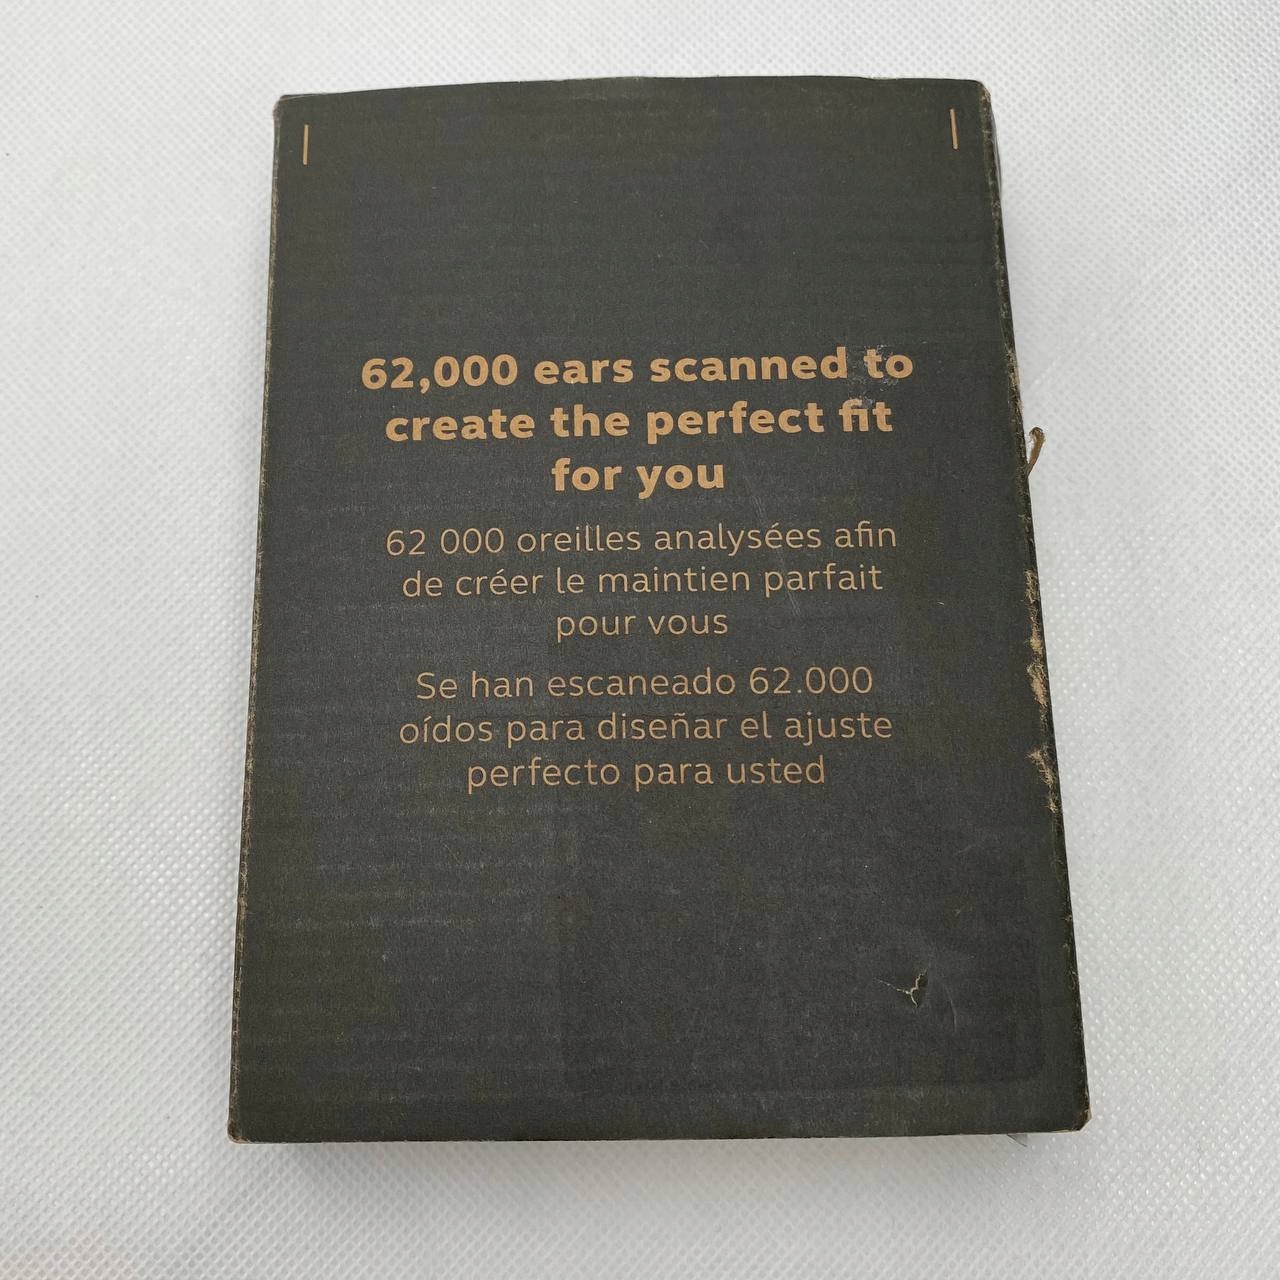 62,000 ears scanned to
create the perfect fit
for you
62 000 oreilles analysées afin
de créer le maintien parfait
pour vous
Se han escaneado 62.000
oídos para diseñar el ajuste
perfecto para usted